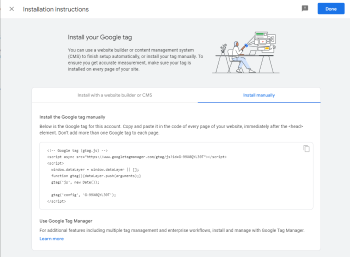 Installation instructions
Done
Install your Google tag
You can use a website builder or content management
system (CMS) to finish setup automatically, or install your tag manually. To
ensure you get accurate measurement, make sure your tag is
installed on every page of your site.
Install with a website builder or CMS
Install manually
Install the Google tag manually
Below is the Google tag for this account. Copy and paste it in the code of every page of your website, immediately after the <head>
element. Don't add more than one Google tag to each page.
<!-- Google tag (gtag.js) -->
<script async src="https://www.googletagmanager.com/gtag/js?id=
"></script>
<script>
window.dataLayer = window.dataLayer || [];
function gtag(){dataLayer.push(arguments);}
gtag('js', new Date());
gtag('config', '
');
</script>
Use Google Tag Manager
For additional features including multiple tag management and enterprise workflows, install and manage with Google Tag Manager.
Learn more